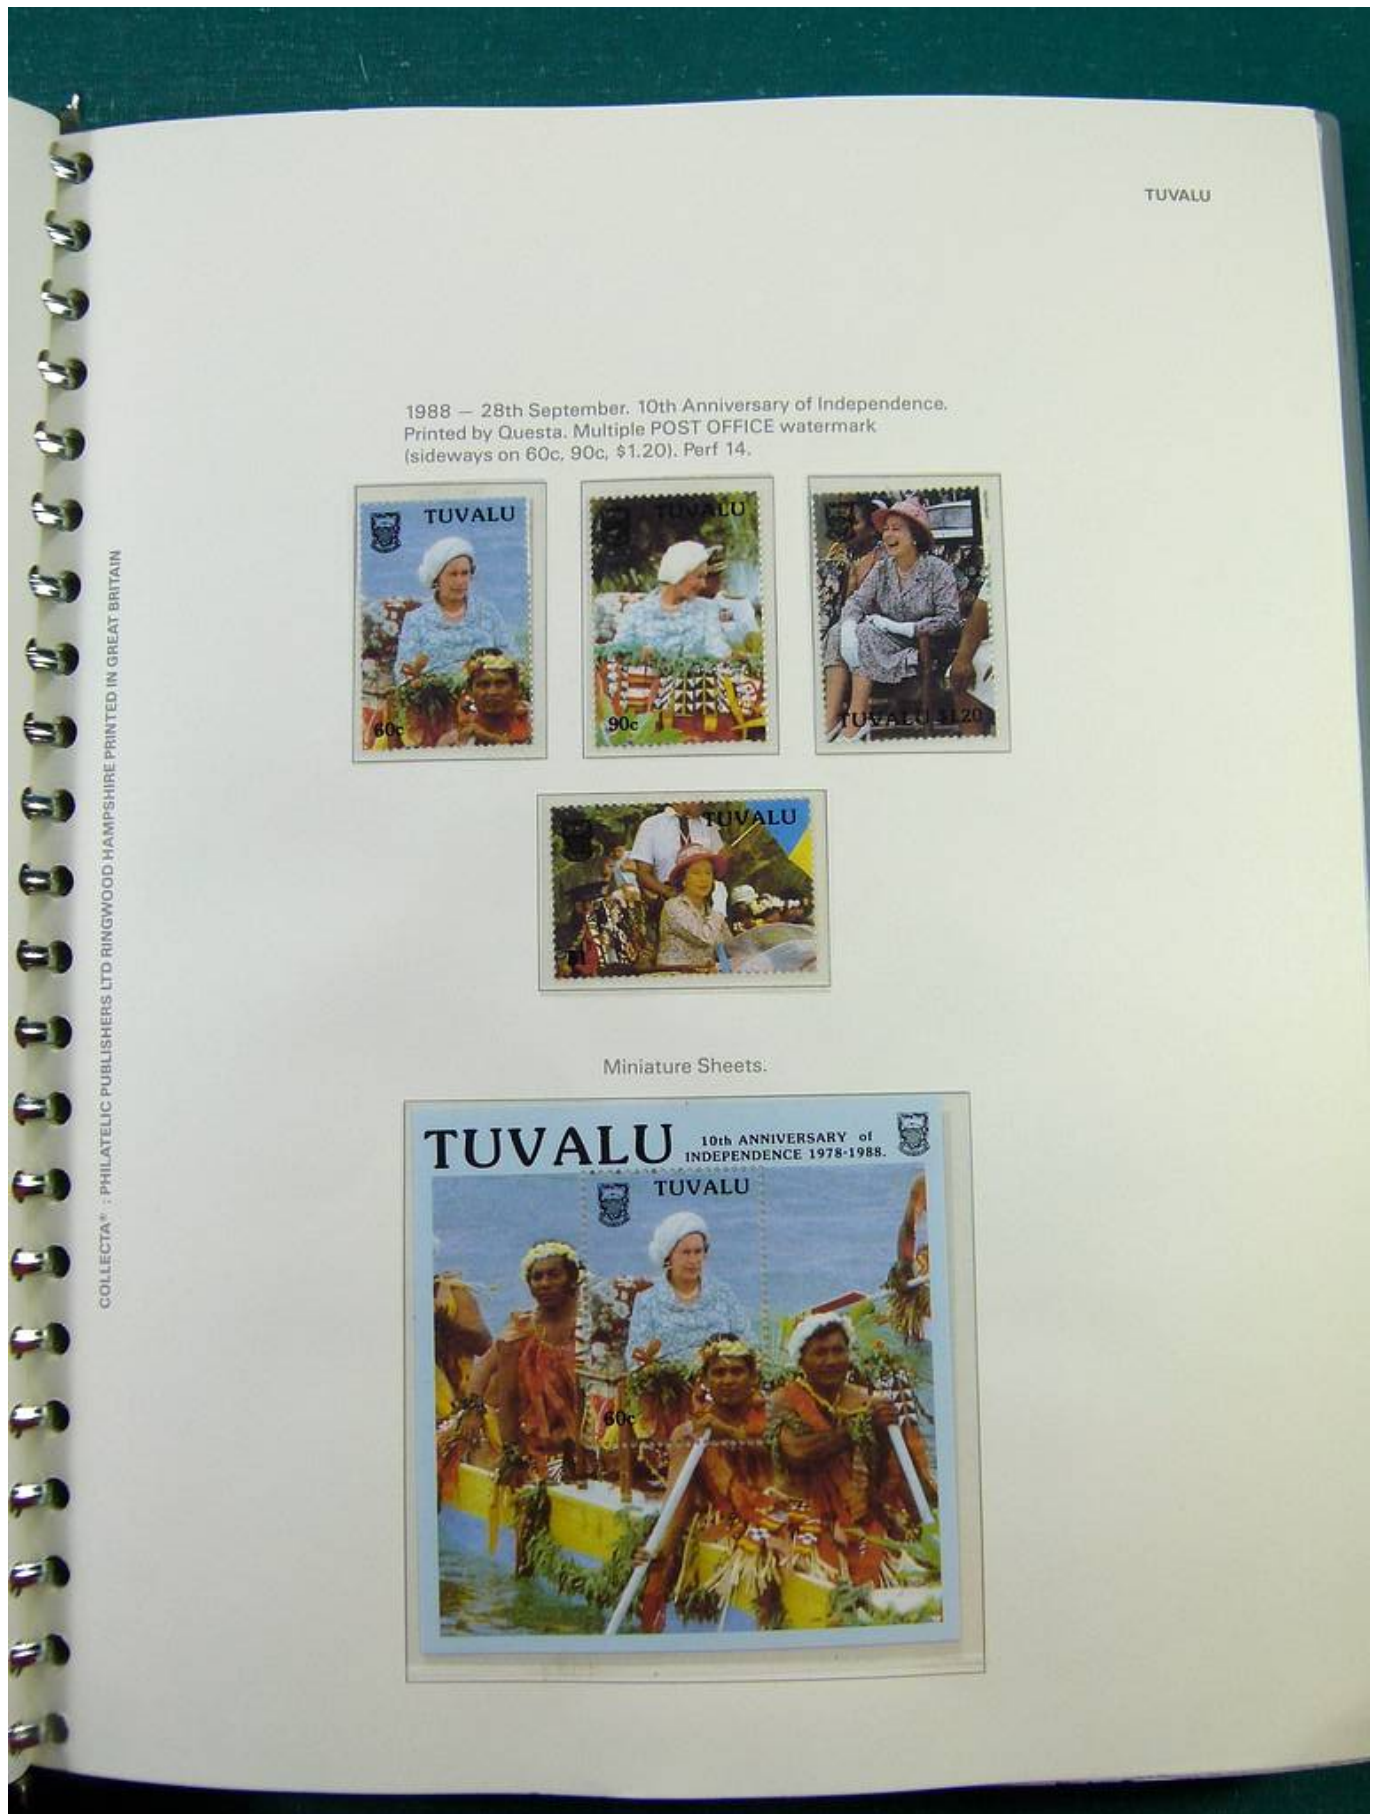 TUVALU
1988 — 28th September. 10th Anniversary of Independence.
Printed by Questa. Multiple POST OFFICE watermark
(sideways on 60c, 90c, $1.20). Perf 14.
TUVALU
60c
TUVALU
90c
TUVALU $1.20
TUVALU
$1
Miniature Sheets.
TUVALU
10th ANNIVERSARY of
INDEPENDENCE 1978-1988.
TUVALU
60c
COLLECTA® : PHILATELIC PUBLISHERS LTD RINGWOOD HAMPSHIRE PRINTED IN GREAT BRITAIN